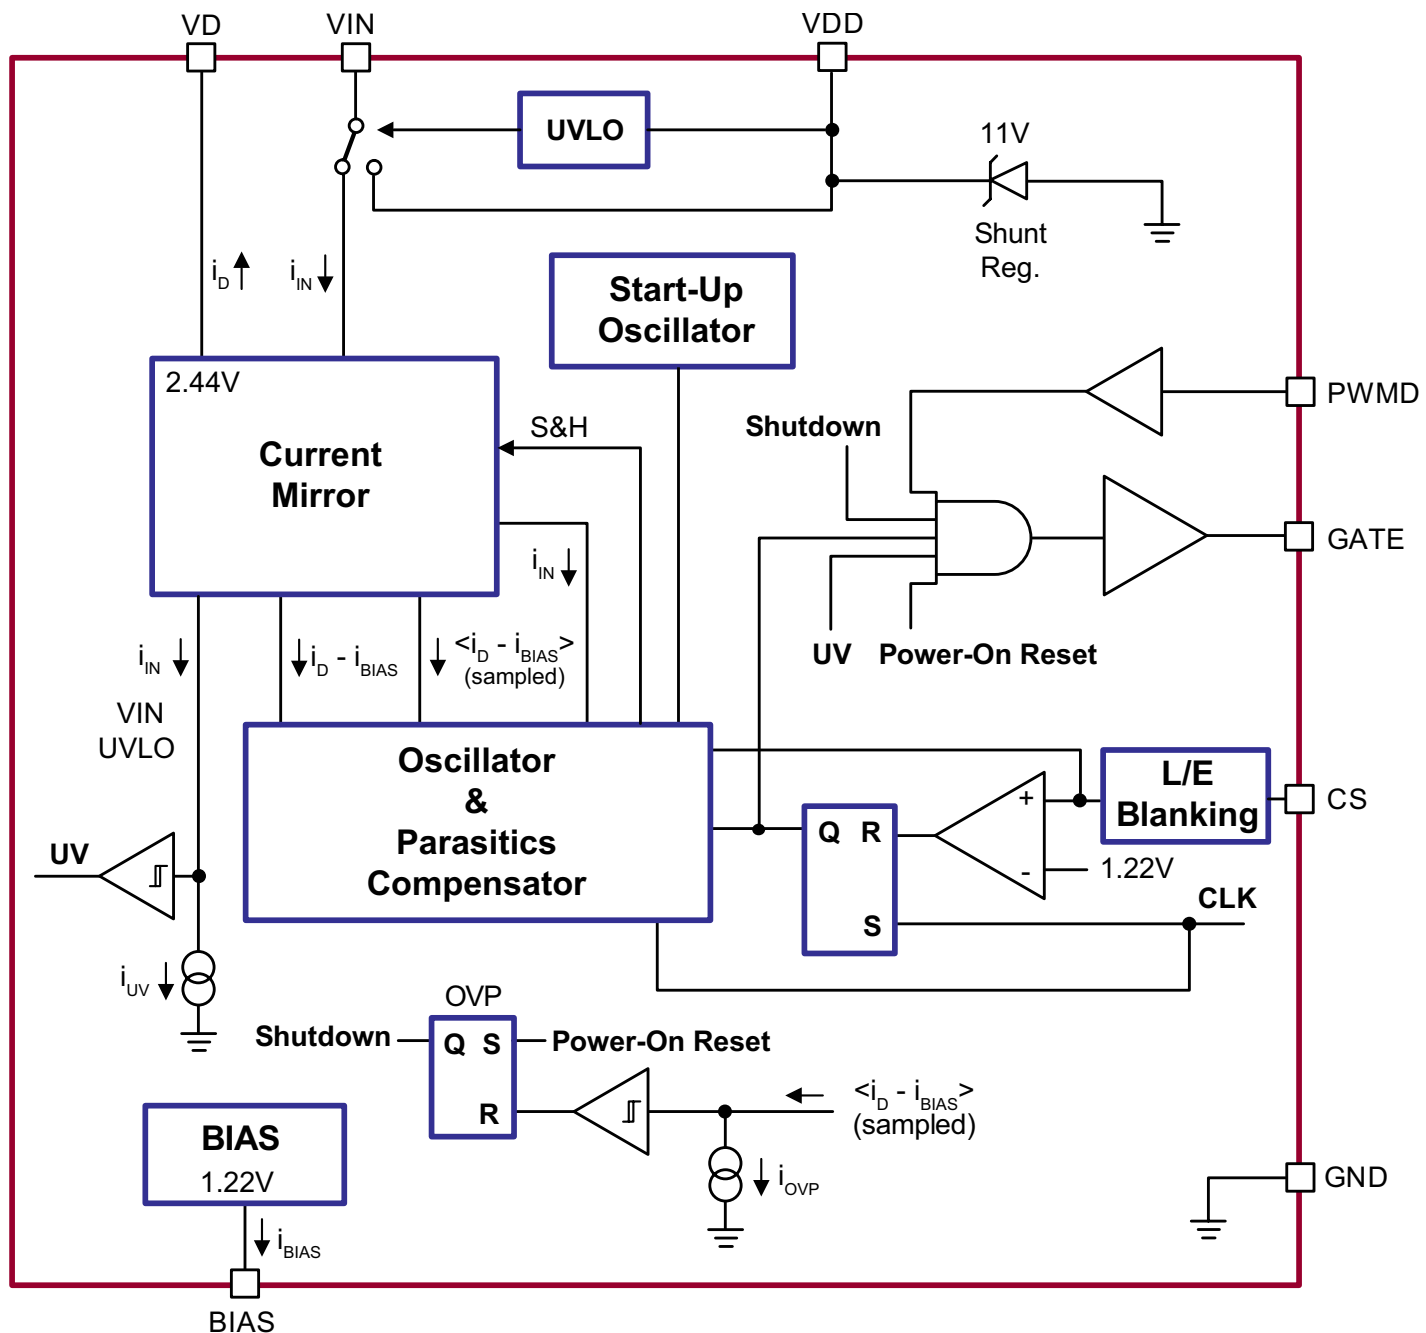 VD
VIN
VDD
UVLO
11V
Shunt
Reg.
iD
iIN
Start-Up
Oscillator
2.44V
Current
Mirror
S&H
PWMD
Shutdown
GATE
iIN
UV
Power-On Reset
iIN
iD - iBIAS
<iD - iBIAS>
(sampled)
VIN
UVLO
Oscillator
&
Parasitics
Compensator
L/E
Blanking
CS
+
-
1.22V
Q R
S
CLK
UV
iUV
OVP
Shutdown
Q S
R
Power-On Reset
<iD - iBIAS>
(sampled)
iOVP
BIAS
1.22V
iBIAS
GND
BIAS